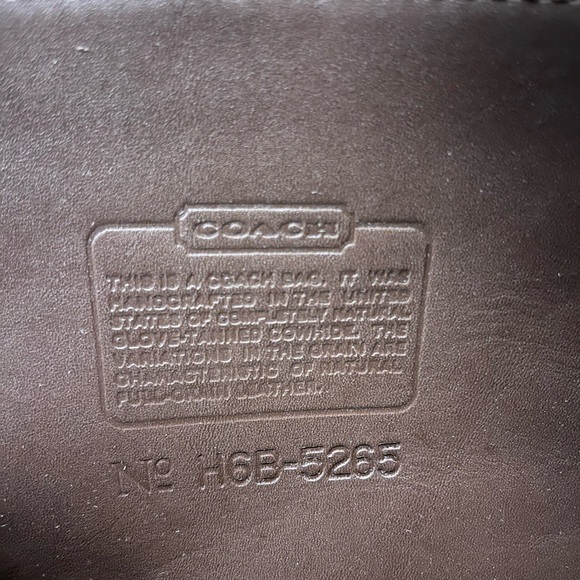 COACH
THIS IS A COACH BAG. IT WAS
HANDCRAFTED IN THE UNITED
STATES OF COMPLETELY NATURAL
GLOVE-TANNED COWHIDE. THE
VARIATIONS IN THE GRAIN ARE
CHARACTERISTIC OF NATURAL
FULL-GRAIN LEATHER.
No H6B-5265